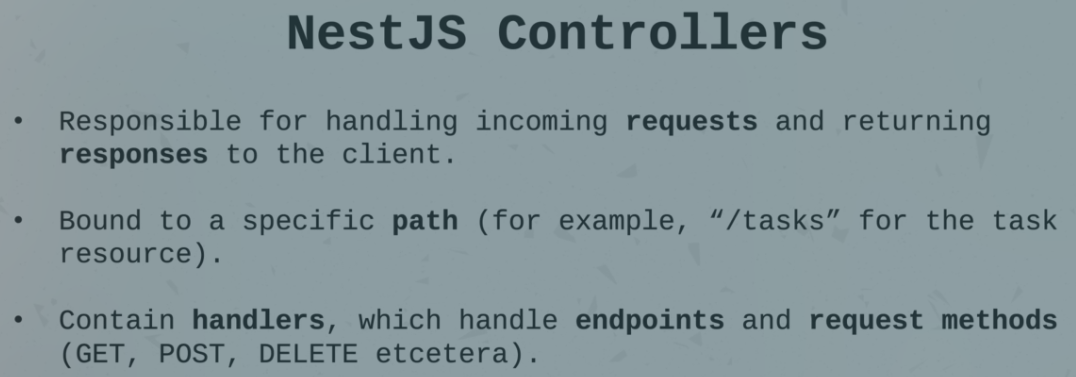 NestJS Controllers
• Responsible for handling incoming requests and returning
responses to the client.
• Bound to a specific path (for example, “/tasks” for the task
resource).
• Contain handlers, which handle endpoints and request methods
(GET, POST, DELETE etcetera).